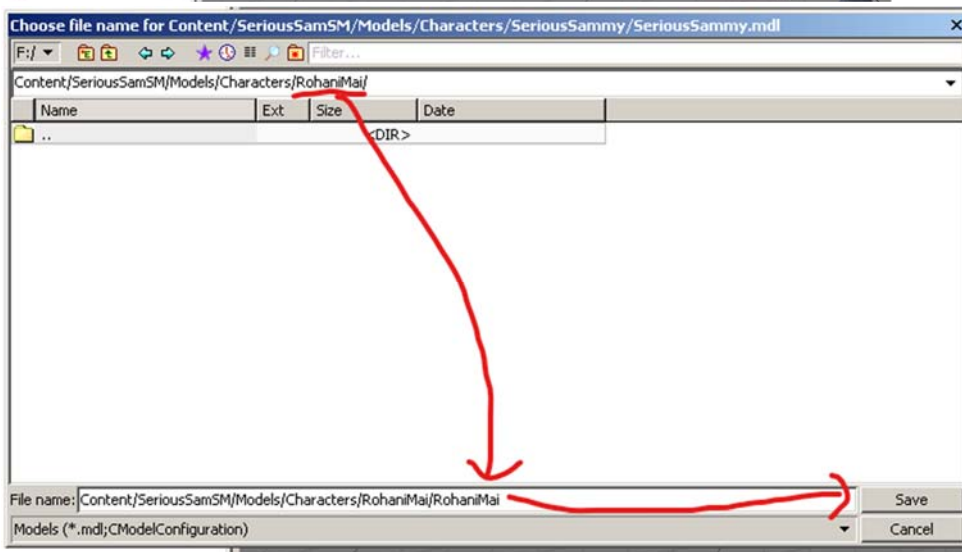 Choose file name for Content/SeriousSamSM/Models/Characters/SeriousSammy/SeriousSammy.mdl
F:/ Filter...
Content/SeriousSamSM/Models/Characters/RohaniMai/
Name Ext Size Date
.. <DIR>
File name: Content/SeriousSamSM/Models/Characters/RohaniMai/RohaniMai Save
Models (*.mdl;CModelConfiguration) Cancel